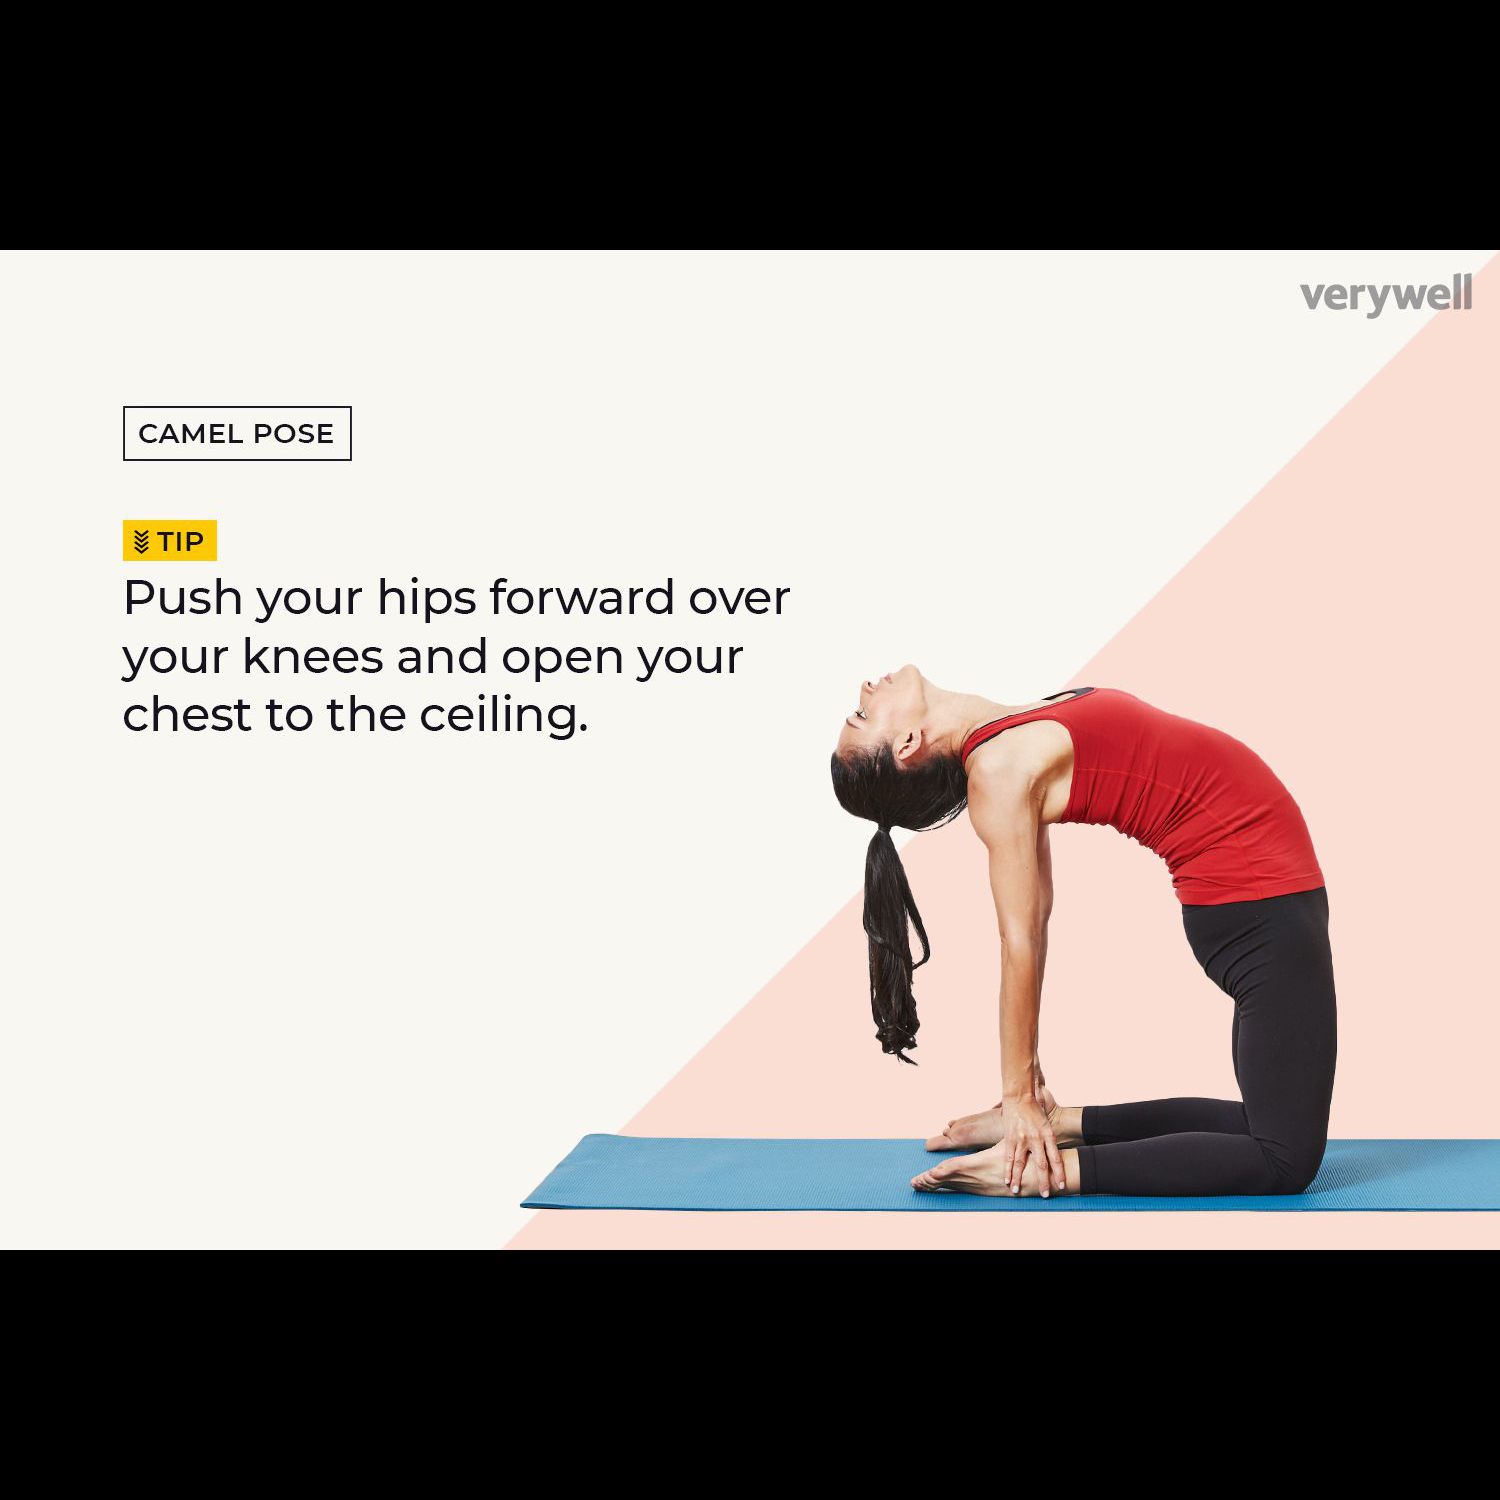 verywell
CAMEL POSE
TIP
Push your hips forward over
your knees and open your
chest to the ceiling.